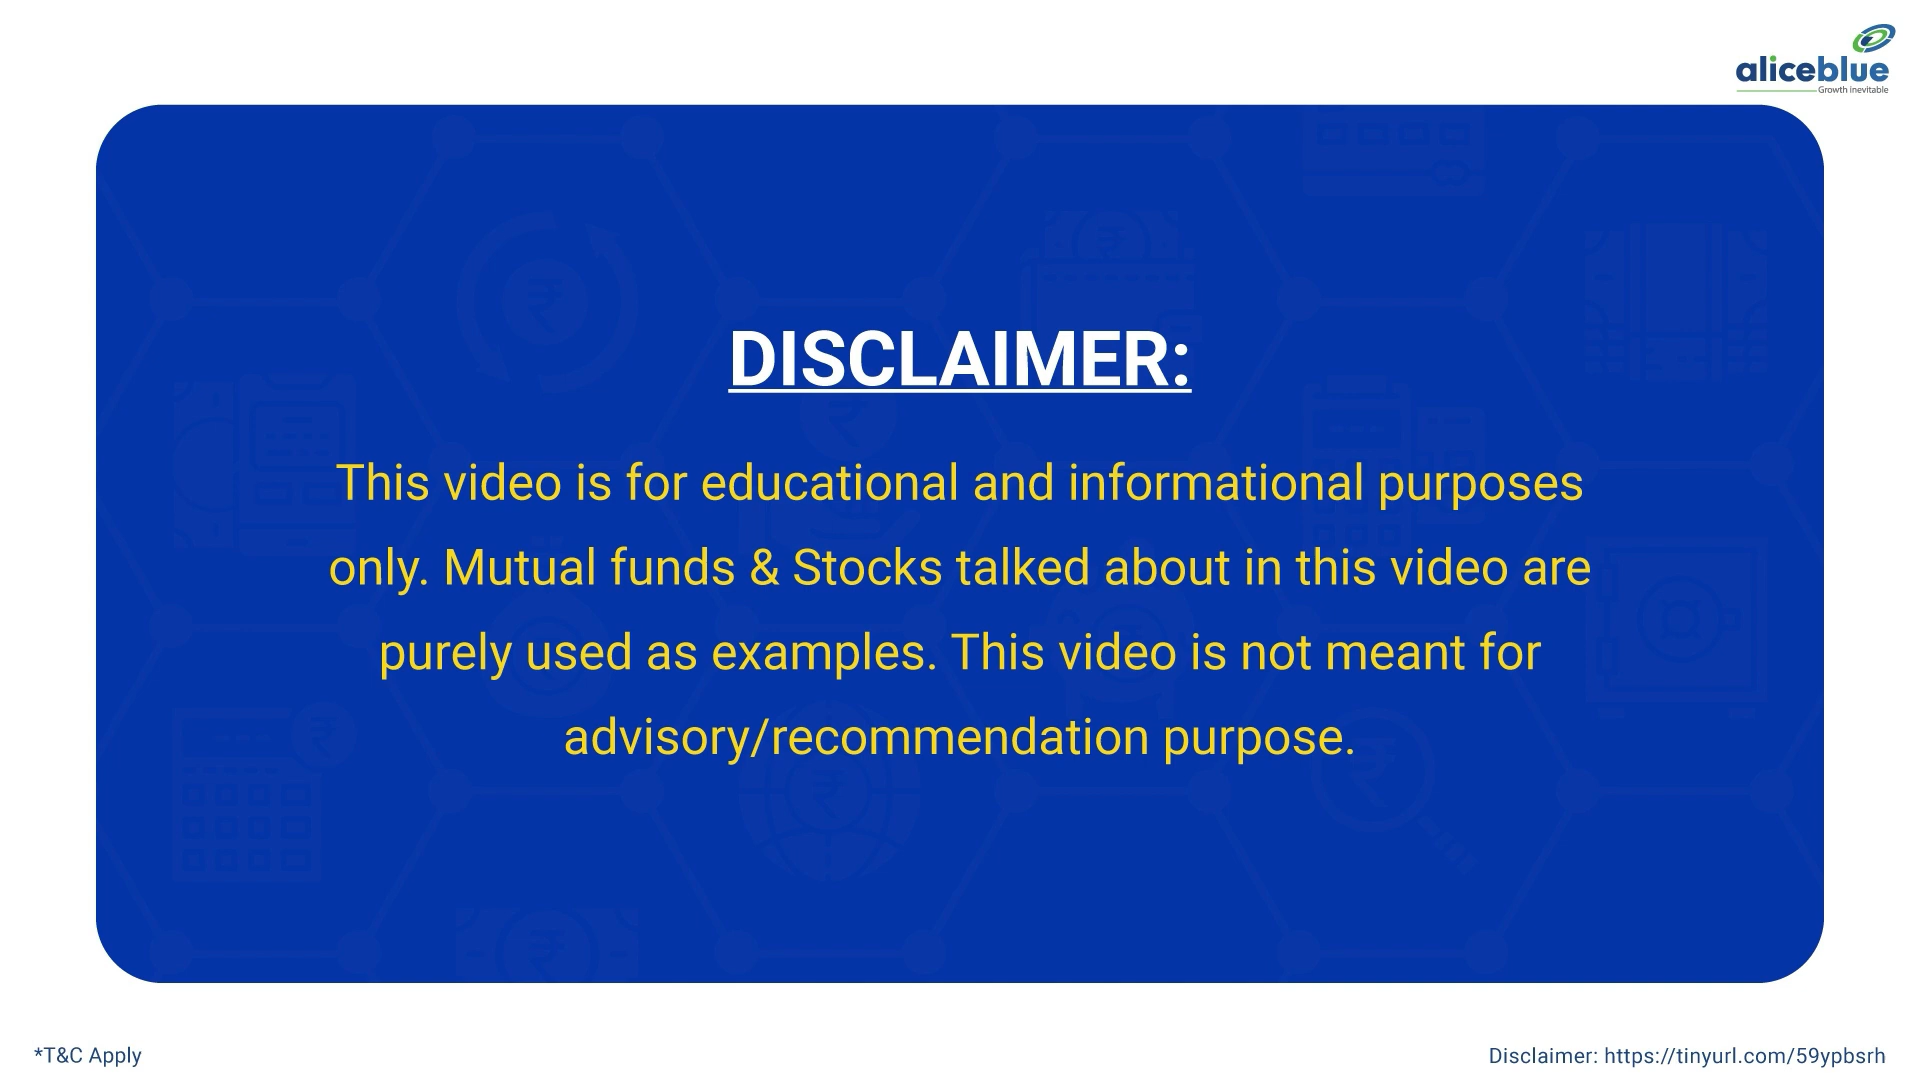 aliceblue
Growth inevitable
DISCLAIMER:
This video is for educational and informational purposes
only. Mutual funds & Stocks talked about in this video are
purely used as examples. This video is not meant for
advisory/recommendation purpose.
*T&C Apply
Disclaimer: https://tinyurl.com/59ypbsrh